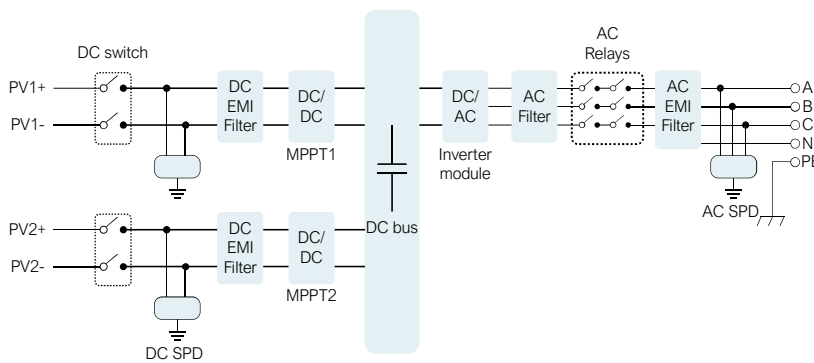 DC switch
PV1+
PV1-
DC
EMI
Filter
DC/
DC
MPPT1
DC/
AC
Inverter
module
AC
Filter
AC
Relays
AC
EMI
Filter
A
B
C
N
PE
AC SPD
DC bus
PV2+
PV2-
DC
EMI
Filter
DC/
DC
MPPT2
DC SPD